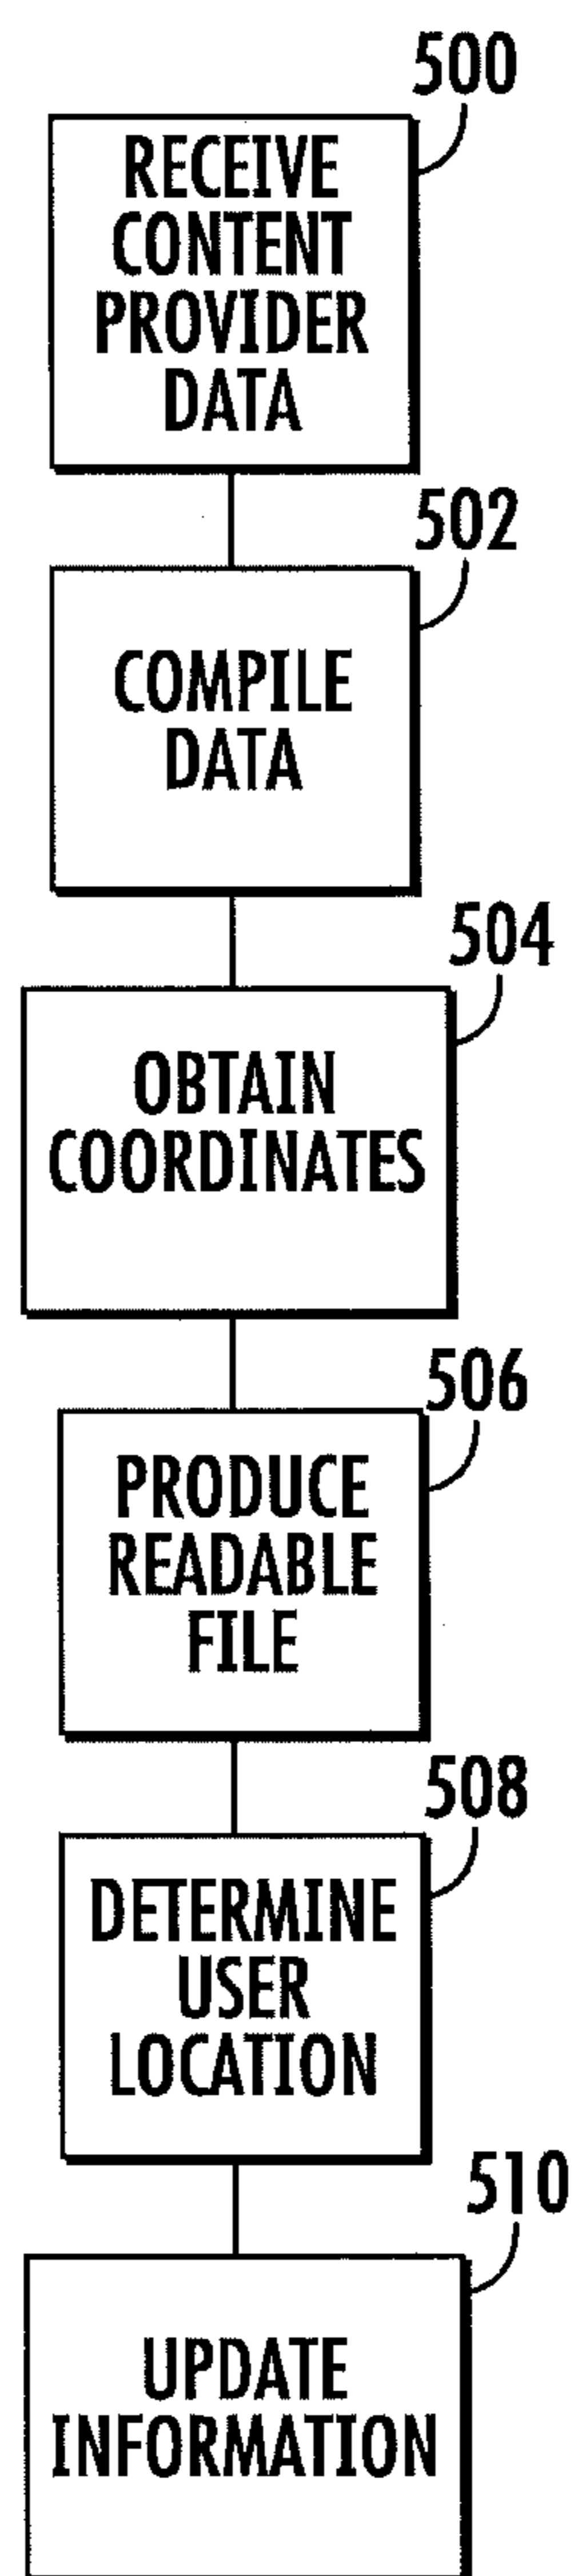 500
RECEIVE
CONTENT
PROVIDER
DATA
502
COMPILE
DATA
504
OBTAIN
COORDINATES
506
PRODUCE
READABLE
FILE
508
DETERMINE
USER
LOCATION
510
UPDATE
INFORMATION